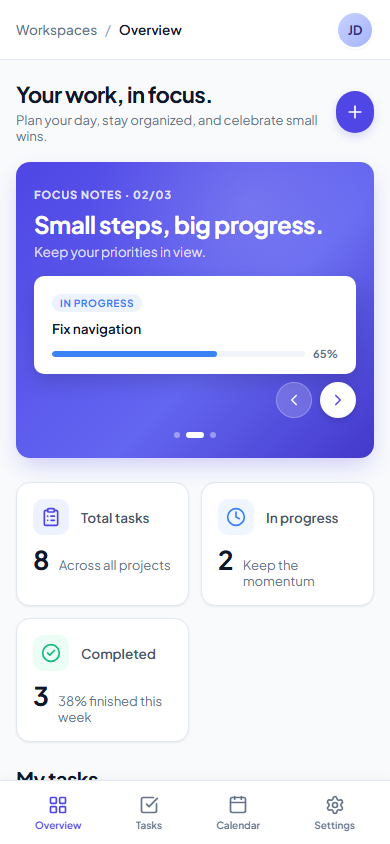 Workspaces / Overview
JD
Your work, in focus.
Plan your day, stay organized, and celebrate small
wins.
FOCUS NOTES · 02/03
Small steps, big progress.
Keep your priorities in view.
IN PROGRESS
Fix navigation
65%
Total tasks
8 Across all projects
In progress
2 Keep the
momentum
Completed
3 38% finished this
week
My tasks
Overview
Tasks
Calendar
Settings